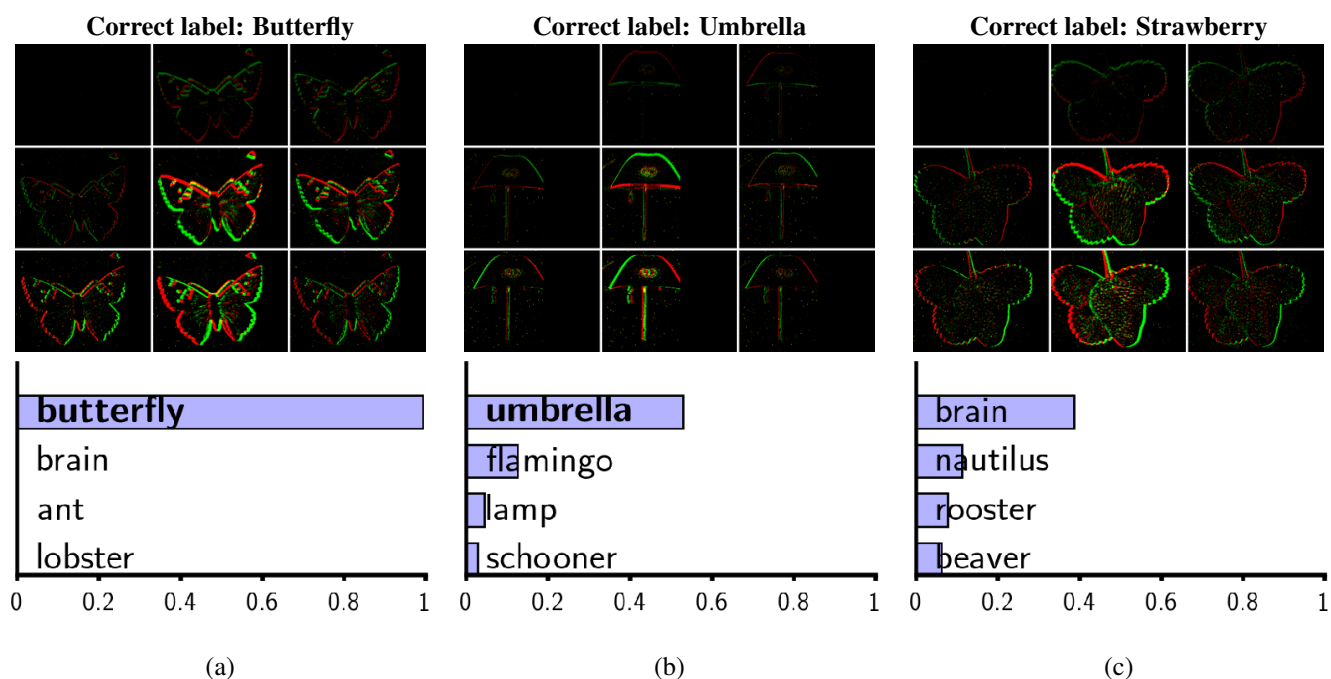 Correct label: Butterfly
butterfly
brain
ant
lobster
0 0.2 0.4 0.6 0.8 1
(a)
Correct label: Umbrella
umbrella
flamingo
lamp
schooner
0 0.2 0.4 0.6 0.8 1
(b)
Correct label: Strawberry
brain
nautilus
rooster
beaver
0 0.2 0.4 0.6 0.8 1
(c)